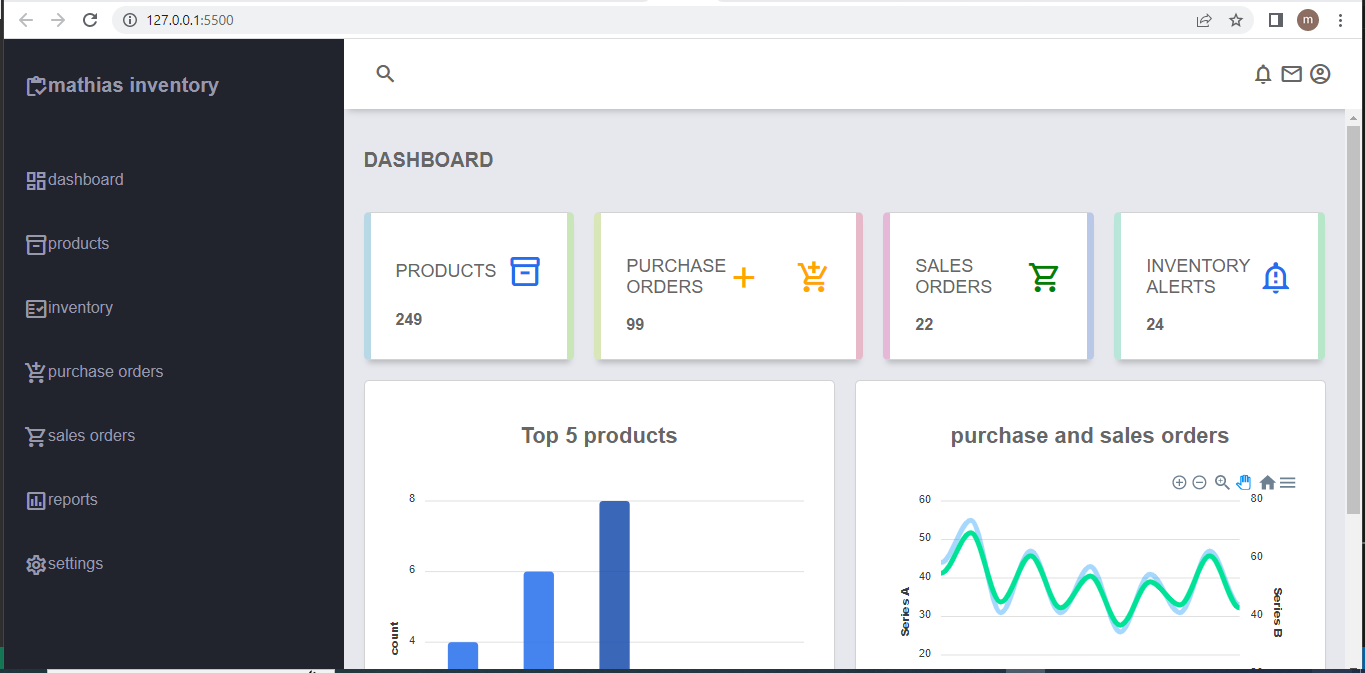 127.0.0.1:5500
m
mathias inventory
dashboard
products
inventory
purchase orders
sales orders
reports
settings
DASHBOARD
PRODUCTS
249
PURCHASE
ORDERS
99
SALES
ORDERS
22
INVENTORY
ALERTS
24
Top 5 products
8
6
4
count
purchase and sales orders
60
50
40
30
20
Series A
80
60
40
Series B